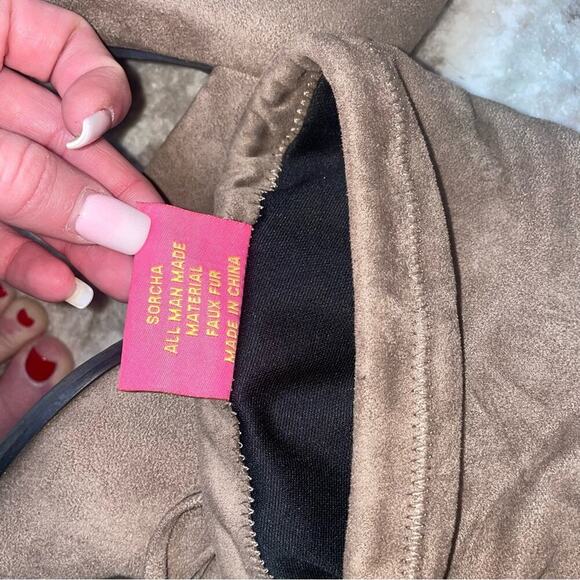 SORCHA
ALL MAN MADE
MATERIAL
FAUX FUR
MADE IN CHINA